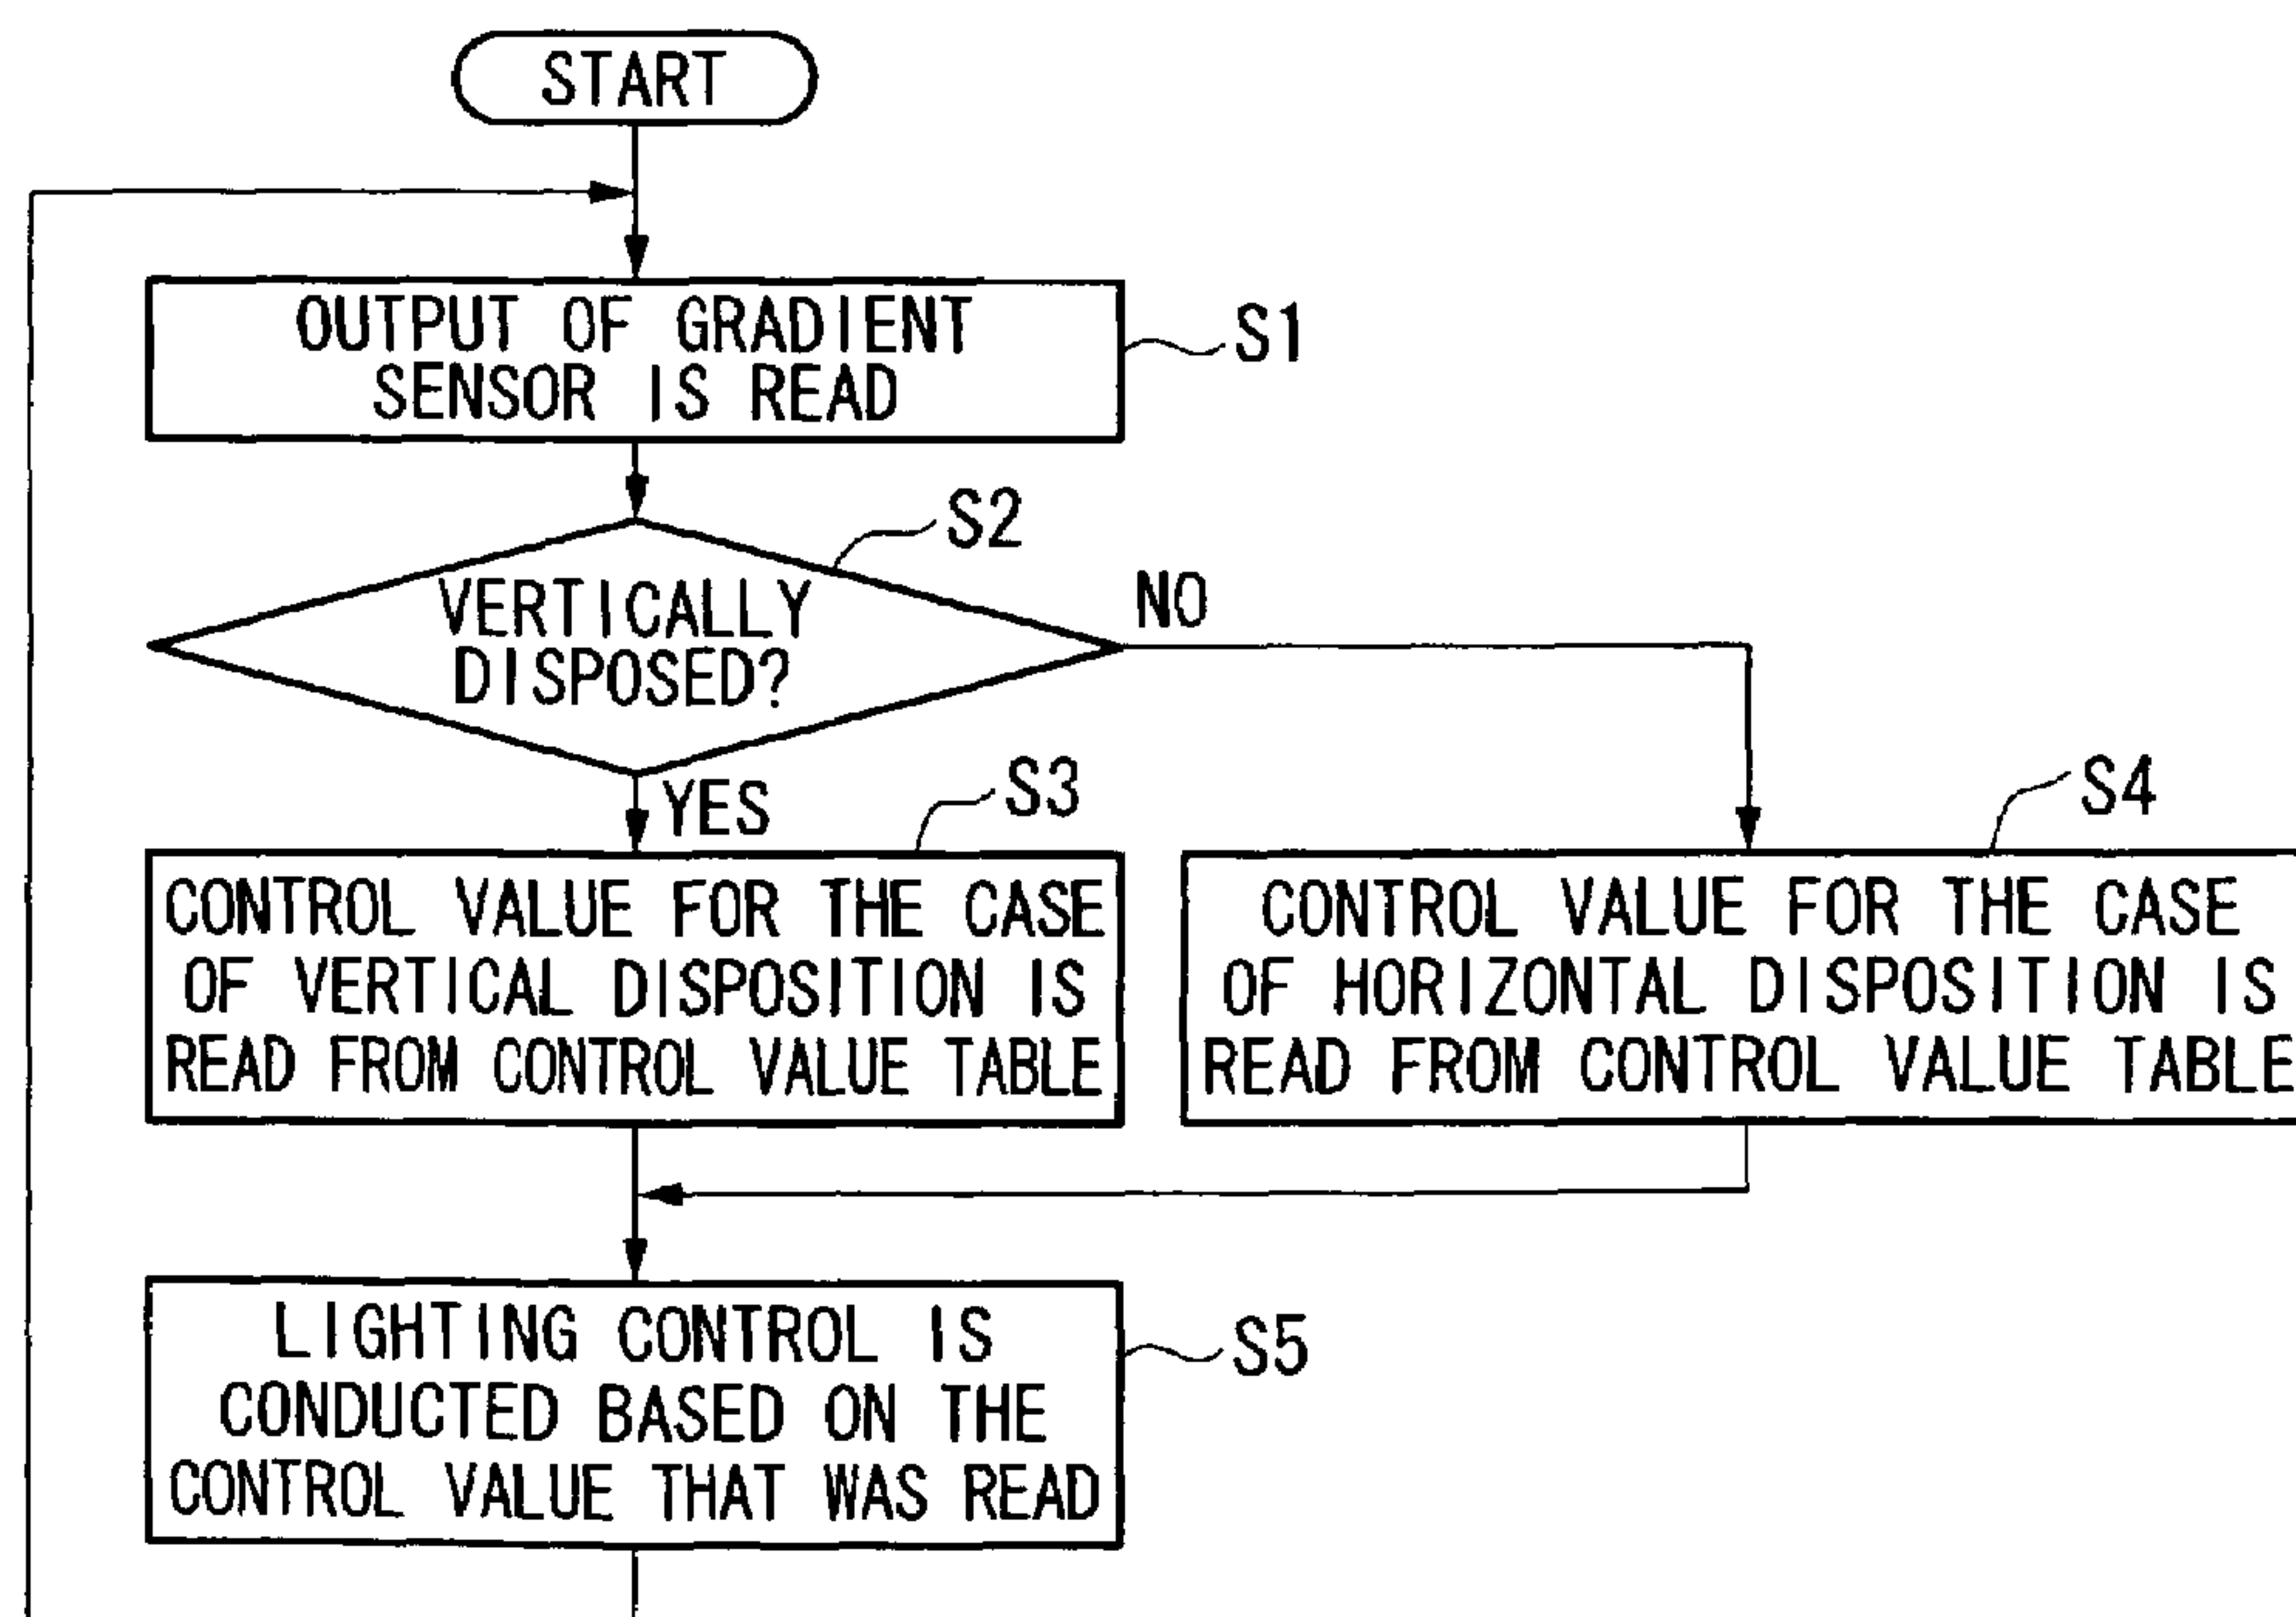 START
OUTPUT OF GRADIENT
SENSOR IS READ
S1
S2
VERTICALLY
DISPOSED?
NO
YES
S3
CONTROL VALUE FOR THE CASE
OF VERTICAL DISPOSITION IS
READ FROM CONTROL VALUE TABLE
S4
CONTROL VALUE FOR THE CASE
OF HORIZONTAL DISPOSITION IS
READ FROM CONTROL VALUE TABLE
LIGHTING CONTROL IS
CONDUCTED BASED ON THE
CONTROL VALUE THAT WAS READ
S5